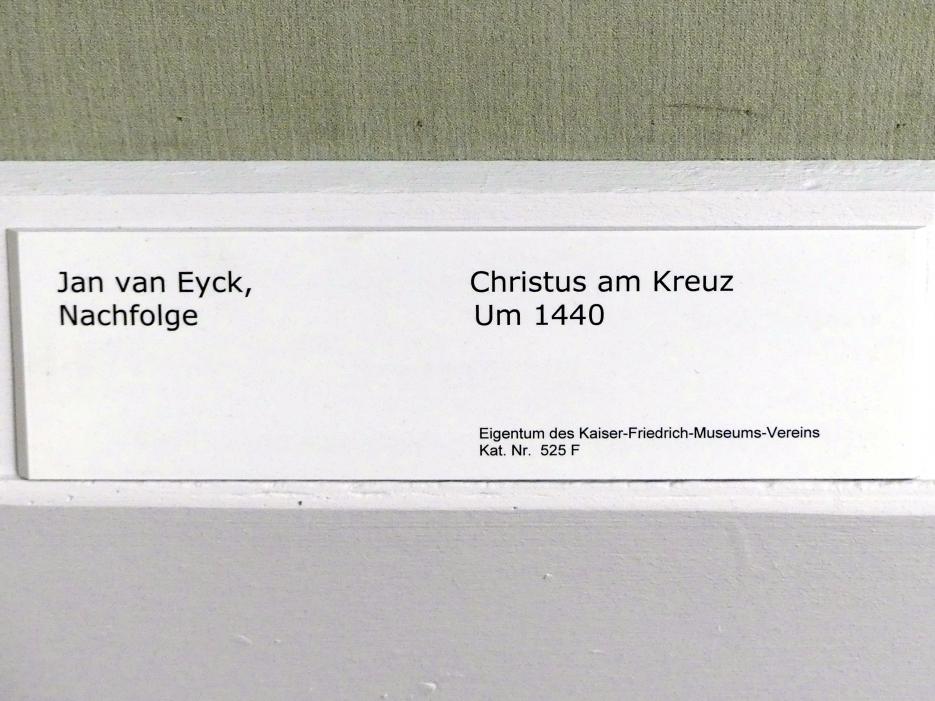 Jan van Eyck,
Nachfolge
Christus am Kreuz
Um 1440
Eigentum des Kaiser-Friedrich-Museums-Vereins
Kat. Nr. 525 F